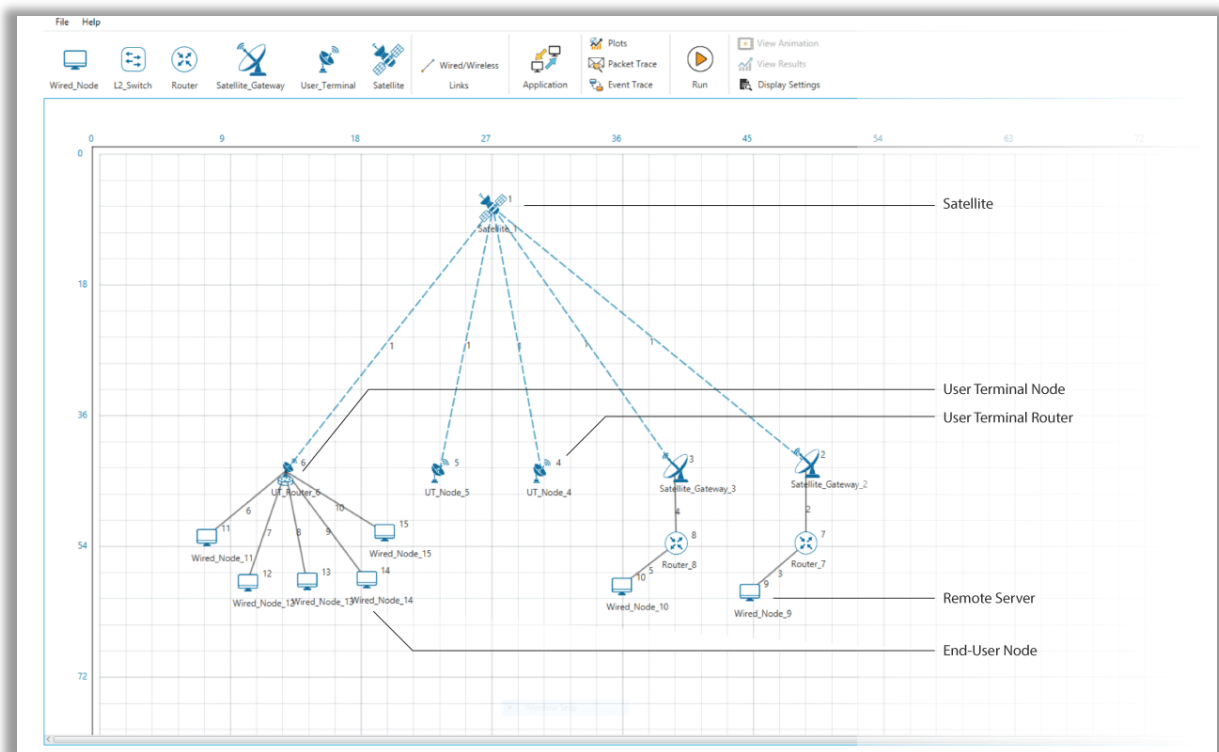 File Help
Wired_Node L2_Switch Router Satellite_Gateway User_Terminal Satellite
Wired/Wireless
Links
Application
Plots
Packet Trace
Event Trace
Run
View Animation
View Results
Display Settings
0 9 18 27 36 45 54 63 72
0
18
36
54
72
1
Satellite_1
Satellite
1 1 1 1 1
User Terminal Node
User Terminal Router
6
UT_Router_6
5
UT_Node_5
4
UT_Node_4
3
Satellite_Gateway_3
2
Satellite_Gateway_2
6 7 8 9 10
4 2
11
Wired_Node_11
12
Wired_Node_12
13
Wired_Node_13
14
Wired_Node_14
15
Wired_Node_15
8
Router_8
7
Router_7
5 3
10
Wired_Node_10
9
Wired_Node_9
Remote Server
End-User Node